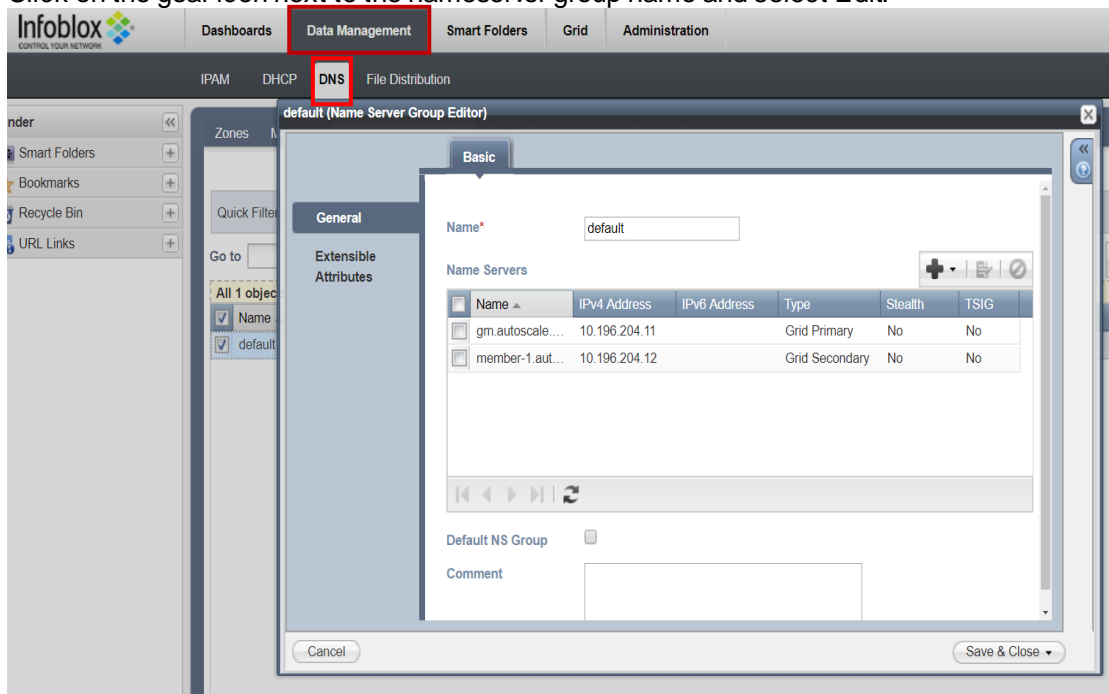 Click on the gear icon next to the nameserver group name and select Edit.
Infoblox
CONTROL YOUR NETWORK
Dashboards Data Management Smart Folders Grid Administration
IPAM DHCP DNS File Distribution
nder
Smart Folders
Bookmarks
Recycle Bin
URL Links
Zones M
Quick Filter
Go to
All 1 objec
Name
default
default (Name Server Group Editor)
Basic
General
Extensible
Attributes
Name* default
Name Servers
Name IPv4 Address IPv6 Address Type Stealth TSIG
gm.autoscale.... 10.196.204.11 Grid Primary No No
member-1.aut... 10.196.204.12 Grid Secondary No No
Default NS Group
Comment
Cancel Save & Close